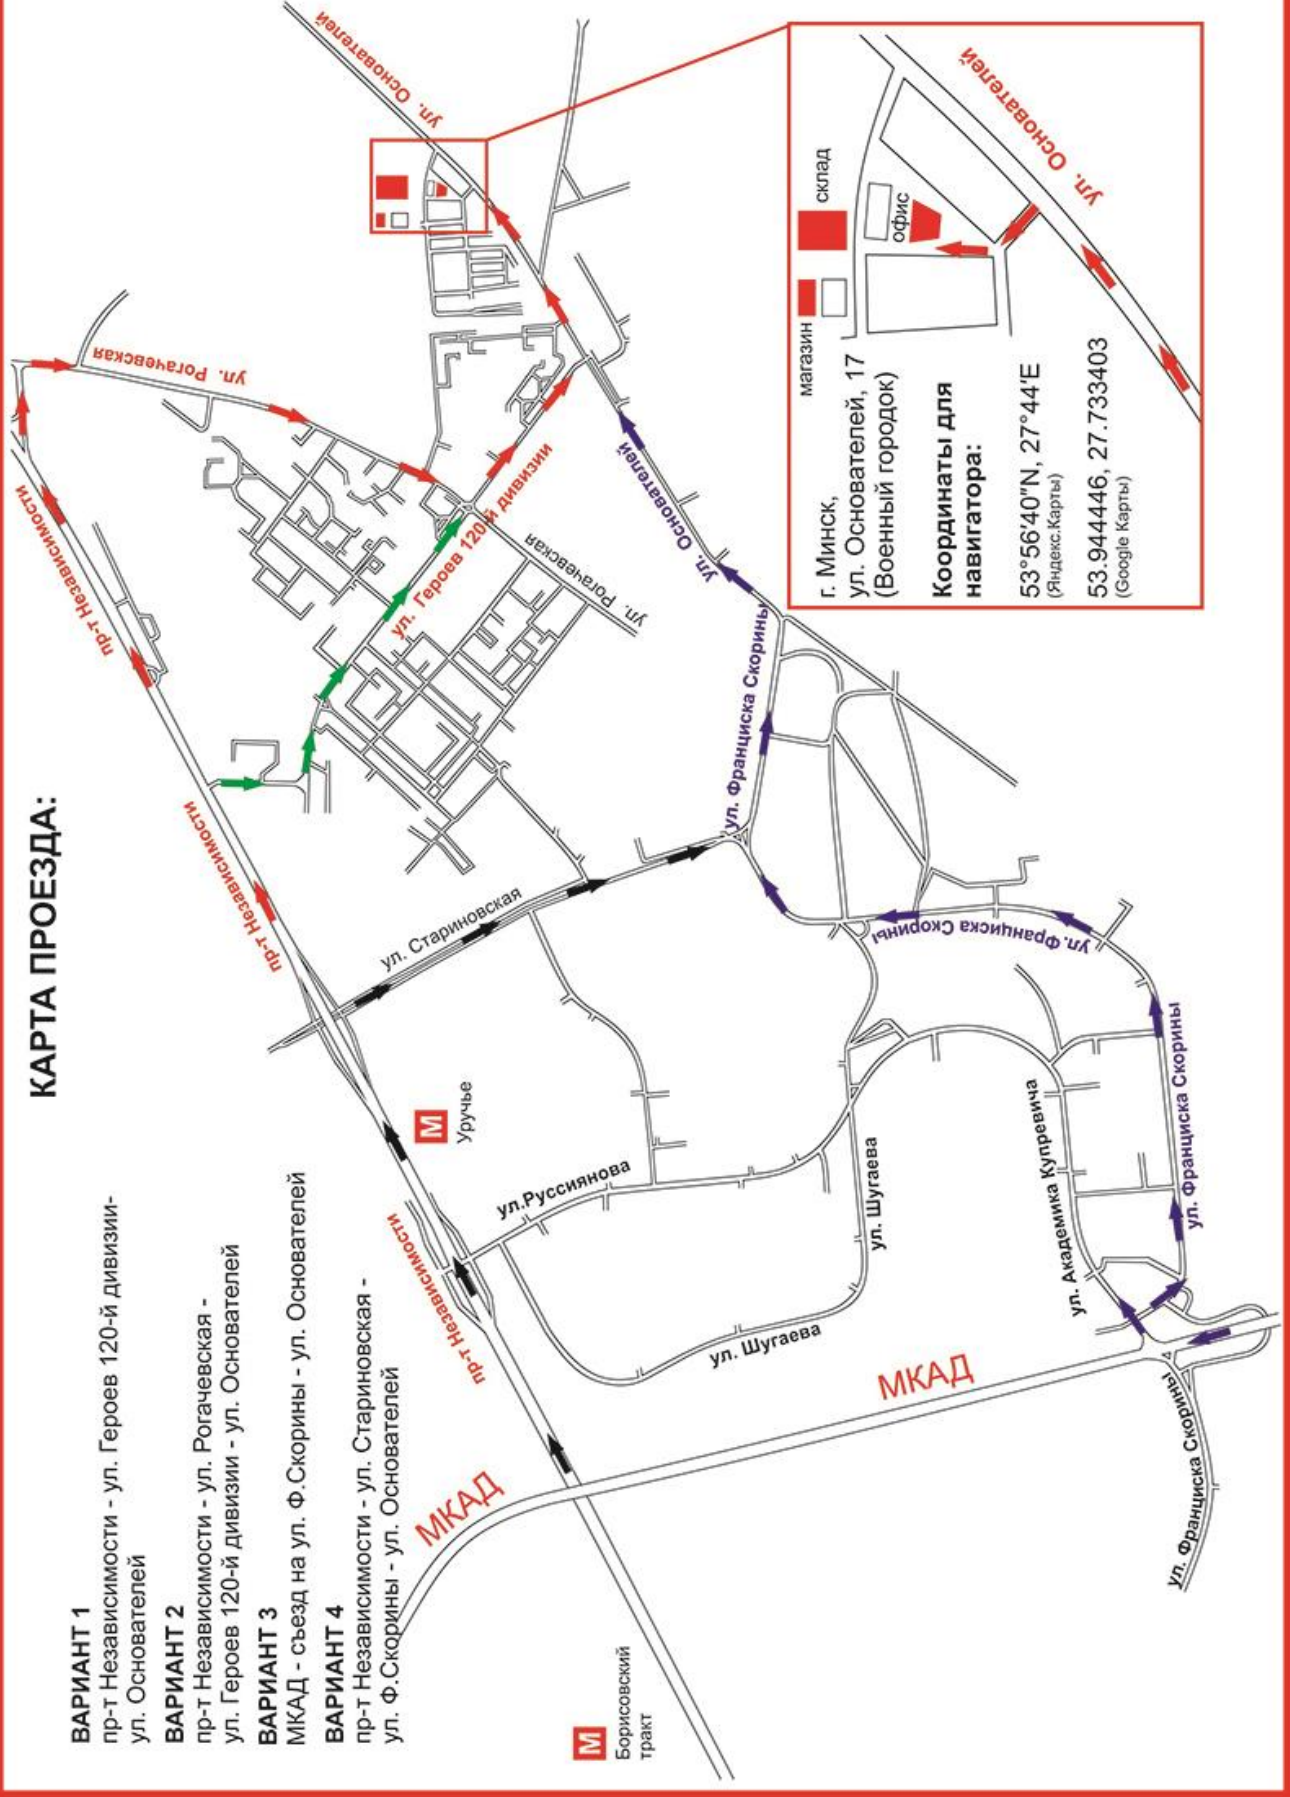 КАРТА ПРОЕЗДА:
ВАРИАНТ 1
пр-т Независимости - ул. Героев 120-й дивизии-
ул. Основателей
ВАРИАНТ 2
пр-т Независимости - ул. Рогачевская -
ул. Героев 120-й дивизии - ул. Основателей
ВАРИАНТ 3
МКАД - съезд на ул. Ф.Скорины - ул. Основателей
ВАРИАНТ 4
пр-т Независимости - ул. Стариновская -
ул. Ф.Скорины - ул. Основателей
пр-т Независимости
пр-т Независимости
пр-т Независимости
пр-т Независимости
ул. Рогачевская
ул. Основателей
ул. Героев 120-й дивизии
ул. Рогачевская
ул. Стариновская
ул. Основателей
ул.
ул. Франциска Скорины
ул. Франциска Скорины
ул. Франциска Скорины
ул. Франциска Скорины
М
Уручье
ул.Руссиянова
ул. Шугаева
ул. Шугаева
ул. Академика Купревича
МКАД
МКАД
М
Борисовский
тракт
магазин
склад
офис
ул. Основателей
г. Минск,
ул. Основателей, 17
(Военный городок)
Координаты для
навигатора:
53°56'40"N, 27°44'E
(Яндекс.Карты)
53.944446, 27.733403
(Google Карты)